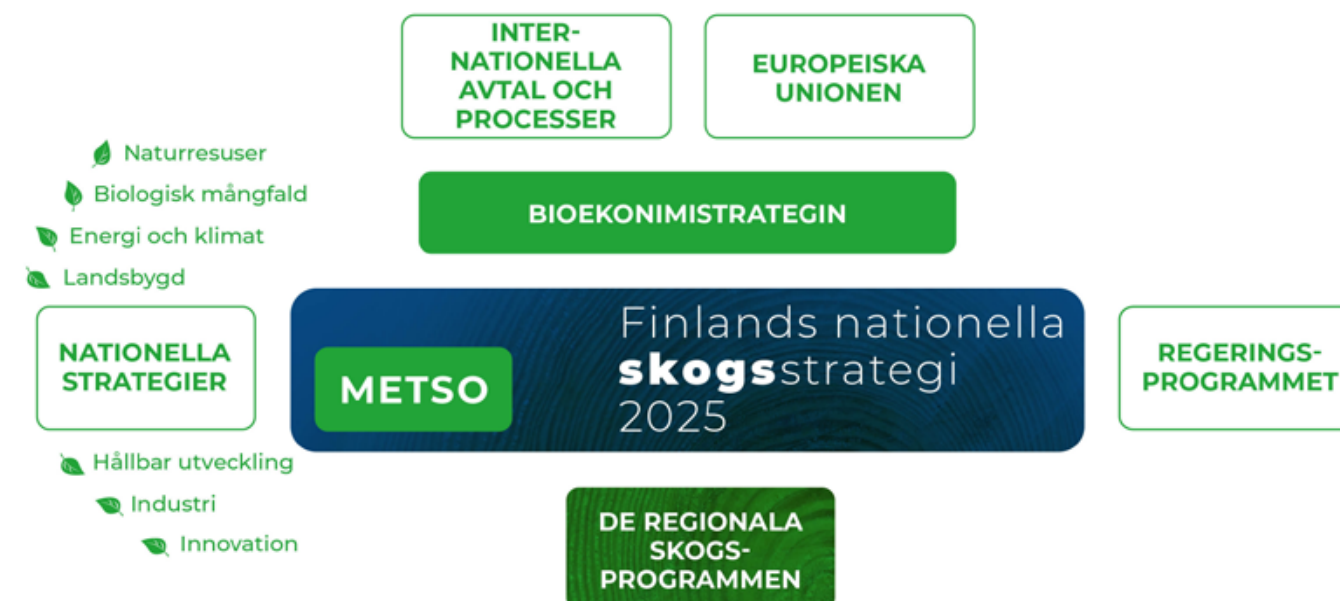 INTER-
NATIONELLA
AVTAL OCH
PROCESSER
EUROPEISKA
UNIONEN
Naturresuser
Biologisk mångfald
Energi och klimat
Landsbygd
BIOEKONIMISTRATEGIN
NATIONELLA
STRATEGIER
METSO
Finlands nationella
skogsstrategi
2025
REGERINGS-
PROGRAMMET
Hållbar utveckling
Industri
Innovation
DE REGIONALA
SKOGS-
PROGRAMMEN